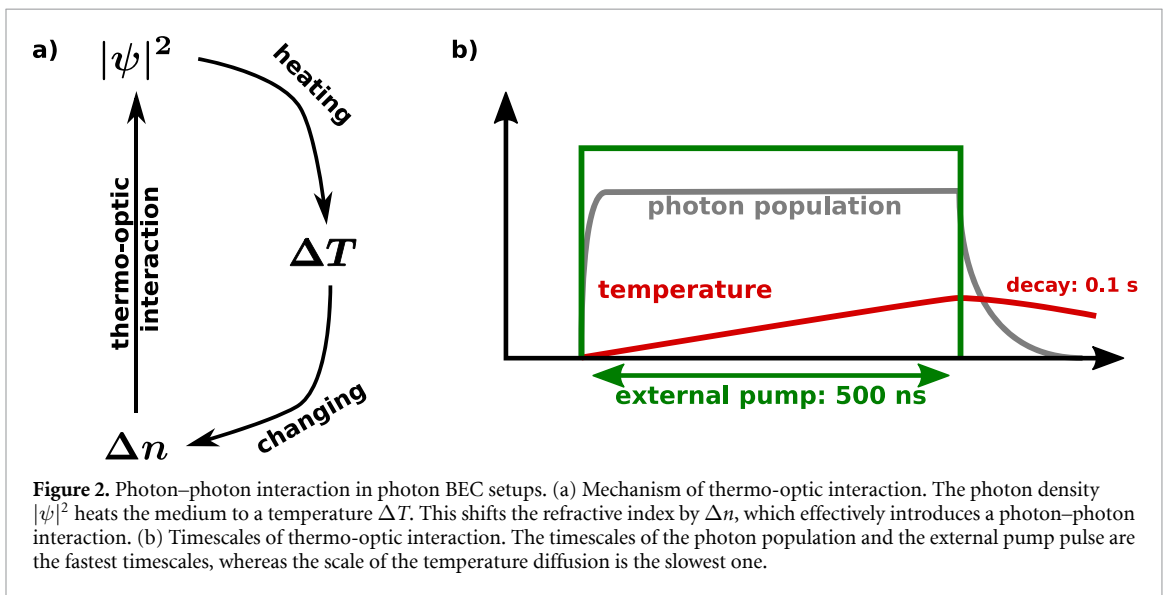 a)
|ψ|²
heating
thermo-optic
interaction
ΔT
changing
Δn
b)
photon population
temperature
decay: 0.1 s
external pump: 500 ns
Figure 2. Photon–photon interaction in photon BEC setups. (a) Mechanism of thermo-optic interaction. The photon density
|ψ|² heats the medium to a temperature ΔT. This shifts the refractive index by Δn, which effectively introduces a photon–photon
interaction. (b) Timescales of thermo-optic interaction. The timescales of the photon population and the external pump pulse are
the fastest timescales, whereas the scale of the temperature diffusion is the slowest one.